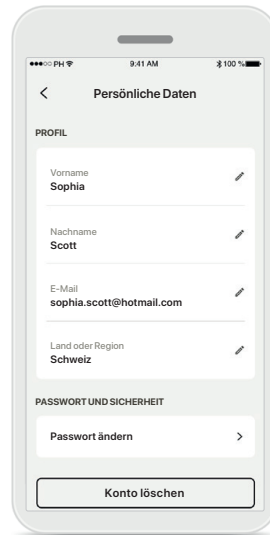 PH 9:41 AM 100 %
Persönliche Daten
PROFIL
Vorname
Sophia
Nachname
Scott
E-Mail
sophia.scott@hotmail.com
Land oder Region
Schweiz
PASSWORT UND SICHERHEIT
Passwort ändern
Konto löschen